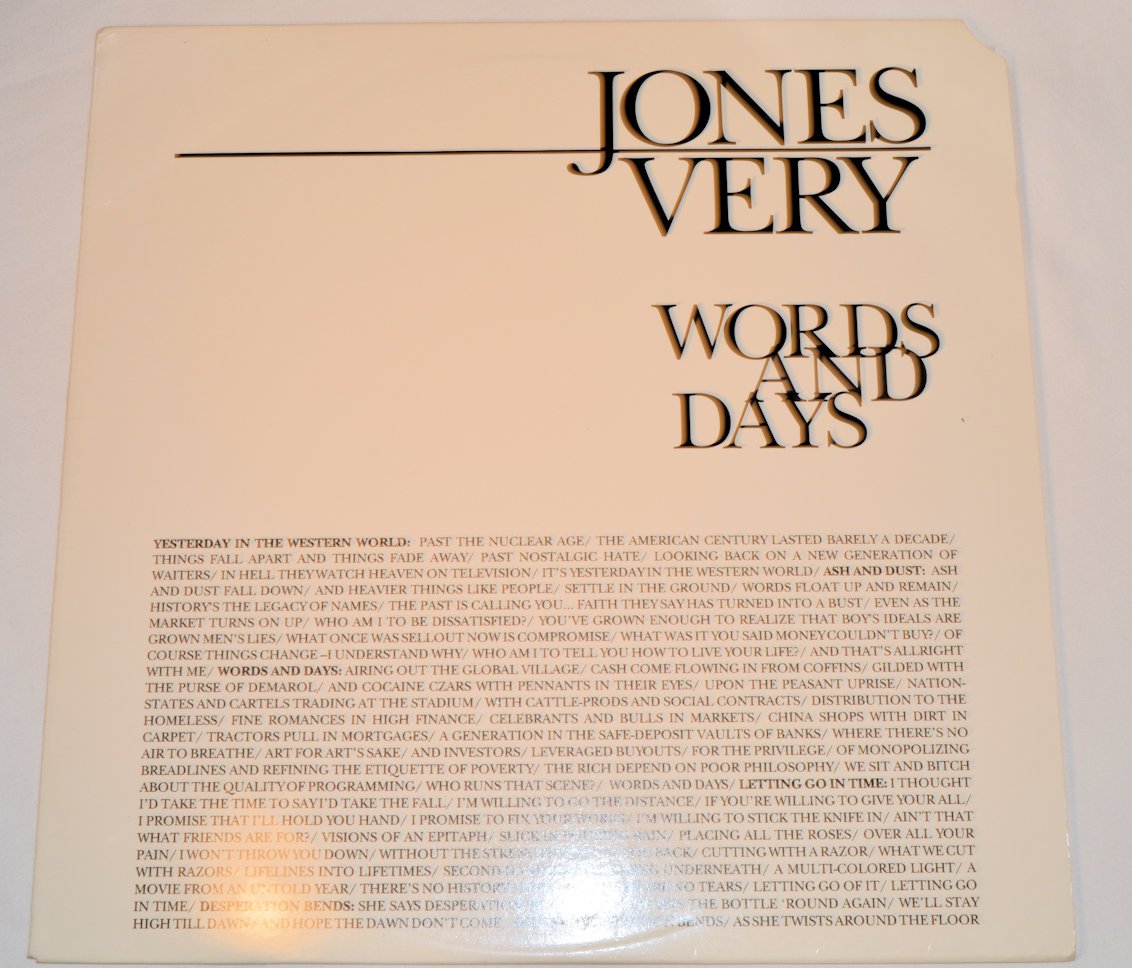 JONES
VERY
WORDS
AND
DAYS
YESTERDAY IN THE WESTERN WORLD: PAST THE NUCLEAR AGE/ THE AMERICAN CENTURY LASTED BARELY A DECADE/
THINGS FALL APART AND THINGS FADE AWAY/ PAST NOSTALGIC HATE/ LOOKING BACK ON A NEW GENERATION OF
WAITERS/ IN HELL THEY WATCH HEAVEN ON TELEVISION/ IT'S YESTERDAY IN THE WESTERN WORLD/ ASH AND DUST: ASH
AND DUST FALL DOWN/ AND HEAVIER THINGS LIKE PEOPLE/ SETTLE IN THE GROUND/ WORDS FLOAT UP AND REMAIN/
HISTORY'S THE LEGACY OF NAMES/ THE PAST IS CALLING YOU... FAITH THEY SAY HAS TURNED INTO A BUST/ EVEN AS THE
MARKET TURNS ON UP/ WHO AM I TO BE DISSATISFIED?/ YOU'VE GROWN ENOUGH TO REALIZE THAT BOY'S IDEALS ARE
GROWN MEN'S LIES/ WHAT ONCE WAS SELLOUT NOW IS COMPROMISE/ WHAT WAS IT YOU SAID MONEY COULDN'T BUY?/ OF
COURSE THINGS CHANGE –I UNDERSTAND WHY/ WHO AM I TO TELL YOU HOW TO LIVE YOUR LIFE?/ AND THAT'S ALLRIGHT
WITH ME/ WORDS AND DAYS: AIRING OUT THE GLOBAL VILLAGE/ CASH COME FLOWING IN FROM COFFINS/ GILDED WITH
THE PURSE OF DEMAROL/ AND COCAINE CZARS WITH PENNANTS IN THEIR EYES/ UPON THE PEASANT UPRISE/ NATION-
STATES AND CARTELS TRADING AT THE STADIUM/ WITH CATTLE-PRODS AND SOCIAL CONTRACTS/ DISTRIBUTION TO THE
HOMELESS/ FINE ROMANCES IN HIGH FINANCE/ CELEBRANTS AND BULLS IN MARKETS/ CHINA SHOPS WITH DIRT IN
CARPET/ TRACTORS PULL IN MORTGAGES/ A GENERATION IN THE SAFE-DEPOSIT VAULTS OF BANKS/ WHERE THERE'S NO
AIR TO BREATHE/ ART FOR ART'S SAKE/ AND INVESTORS/ LEVERAGED BUYOUTS/ FOR THE PRIVILEGE/ OF MONOPOLIZING
BREADLINES AND REFINING THE ETIQUETTE OF POVERTY/ THE RICH DEPEND ON POOR PHILOSOPHY/ WE SIT AND BITCH
ABOUT THE QUALITY OF PROGRAMMING/ WHO RUNS THAT SCENE?/ WORDS AND DAYS/ LETTING GO IN TIME: I THOUGHT
I'D TAKE THE TIME TO SAY I'D TAKE THE FALL/ I'M WILLING TO GO THE DISTANCE/ IF YOU'RE WILLING TO GIVE YOUR ALL/
I PROMISE THAT I'LL HOLD YOU HAND/ I PROMISE TO FIX YOUR WORDS/ I'M WILLING TO STICK THE KNIFE IN/ AIN'T THAT
WHAT FRIENDS ARE FOR?/ VISIONS OF AN EPITAPH/ SLICK IN POURING RAIN/ PLACING ALL THE ROSES/ OVER ALL YOUR
PAIN/ I WON'T THROW YOU DOWN/ WITHOUT THE BACK/ CUTTING WITH A RAZOR/ WHAT WE CUT
WITH RAZORS/ LIFELINES INTO LIFETIMES/ UNDERNEATH/ A MULTI-COLORED LIGHT/ A
MOVIE FROM AN UNTOLD YEAR/ THERE'S NO HISTORY NO TEARS/ LETTING GO OF IT/ LETTING GO
IN TIME/ DESPERATION BENDS: SHE SAYS THE BOTTLE 'ROUND AGAIN/ WE'LL STAY
HIGH TILL DAWN/ AND HOPE THE DAWN DON'T COME BENDS/ AS SHE TWISTS AROUND THE FLOOR